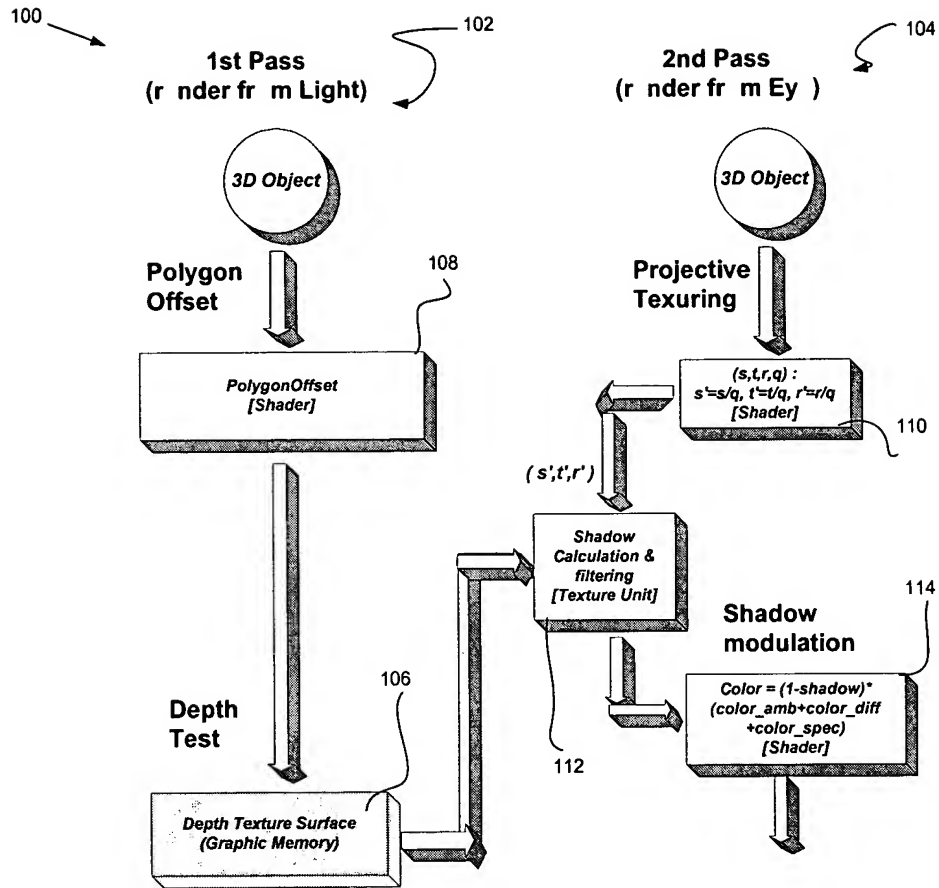 100
102
104
1st Pass
(r nder fr m Light)
2nd Pass
(r nder fr m Ey )
3D Object
3D Object
Polygon
Offset
108
Projective
Texuring
PolygonOffset
[Shader]
(s,t,r,q) :
s'=s/q, t'=t/q, r'=r/q
[Shader]
110
( s',t',r' )
Shadow
Calculation &
filtering
[Texture Unit]
112
Shadow
modulation
114
Color = (1-shadow)*
(color_amb+color_diff
+color_spec)
[Shader]
Depth
Test
106
Depth Texture Surface
(Graphic Memory)